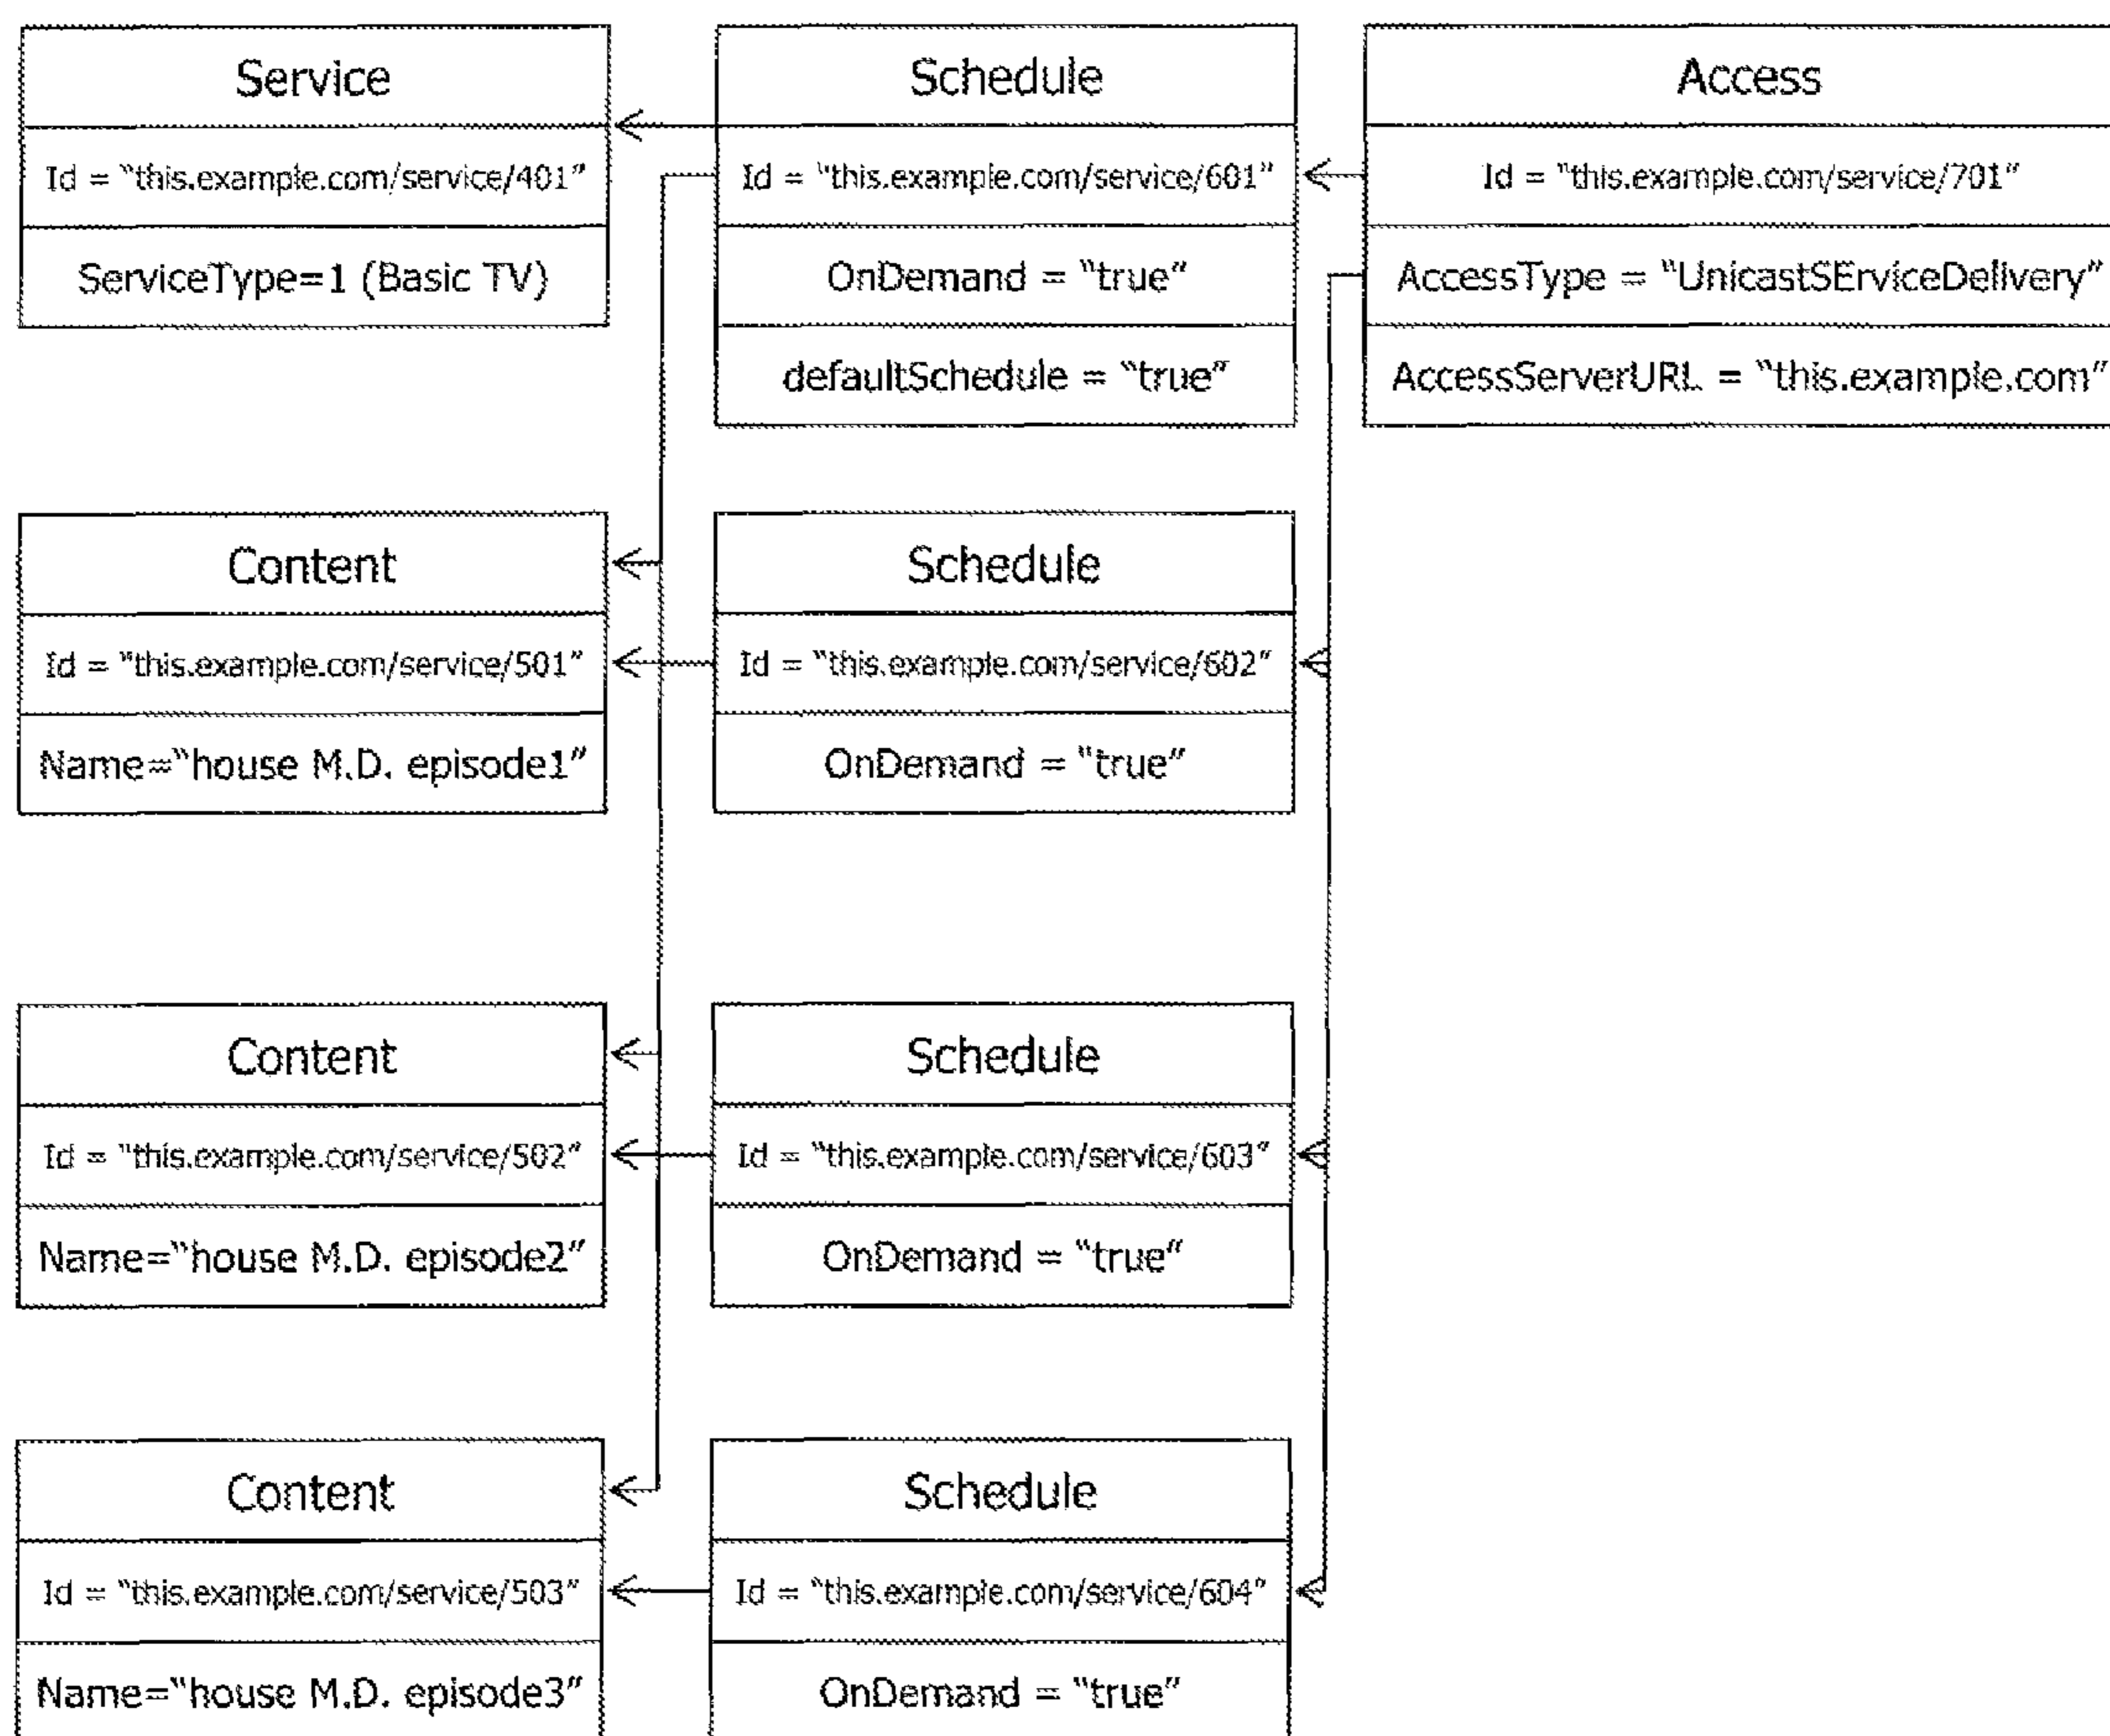 Service
Id = "this.example.com/service/401"
ServiceType=1 (Basic TV)
Schedule
Id = "this.example.com/service/601"
OnDemand = "true"
defaultSchedule = "true"
Access
Id = "this.example.com/service/701"
AccessType = "UnicastSErviceDelivery"
AccessServerURL = "this.example.com"
Content
Id = "this.example.com/service/501"
Name="house M.D. episode1"
Schedule
Id = "this.example.com/service/602"
OnDemand = "true"
Content
Id = "this.example.com/service/502"
Name="house M.D. episode2"
Schedule
Id = "this.example.com/service/603"
OnDemand = "true"
Content
Id = "this.example.com/service/503"
Name="house M.D. episode3"
Schedule
Id = "this.example.com/service/604"
OnDemand = "true"